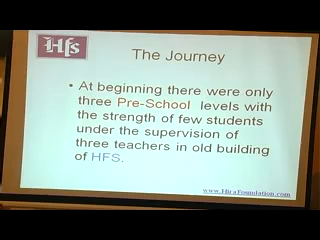 Hfs
The Journey
• At beginning there were only
three Pre-School levels with
the strength of few students
under the supervision of
three teachers in old building
of HFS.
www.HiraFoundation.com